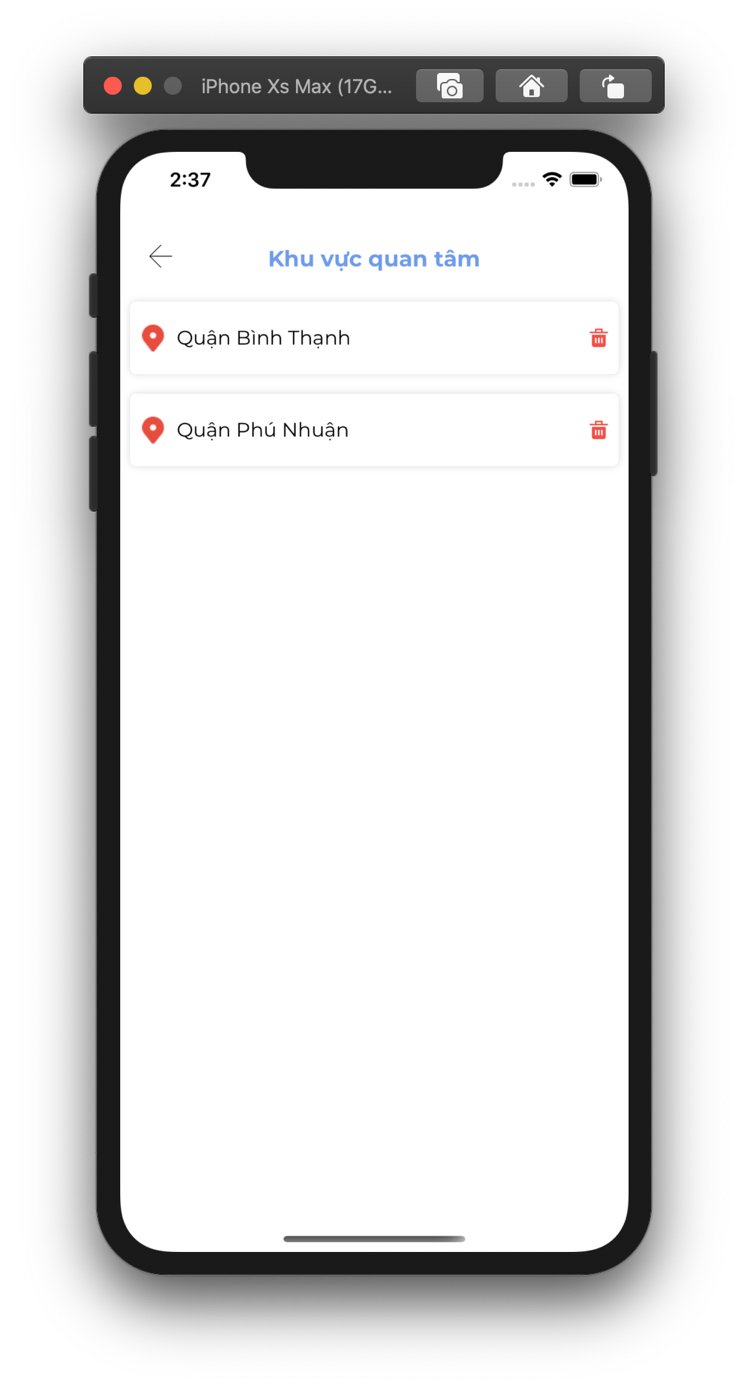 iPhone Xs Max (17G...
2:37
Khu vực quan tâm
Quận Bình Thạnh
Quận Phú Nhuận